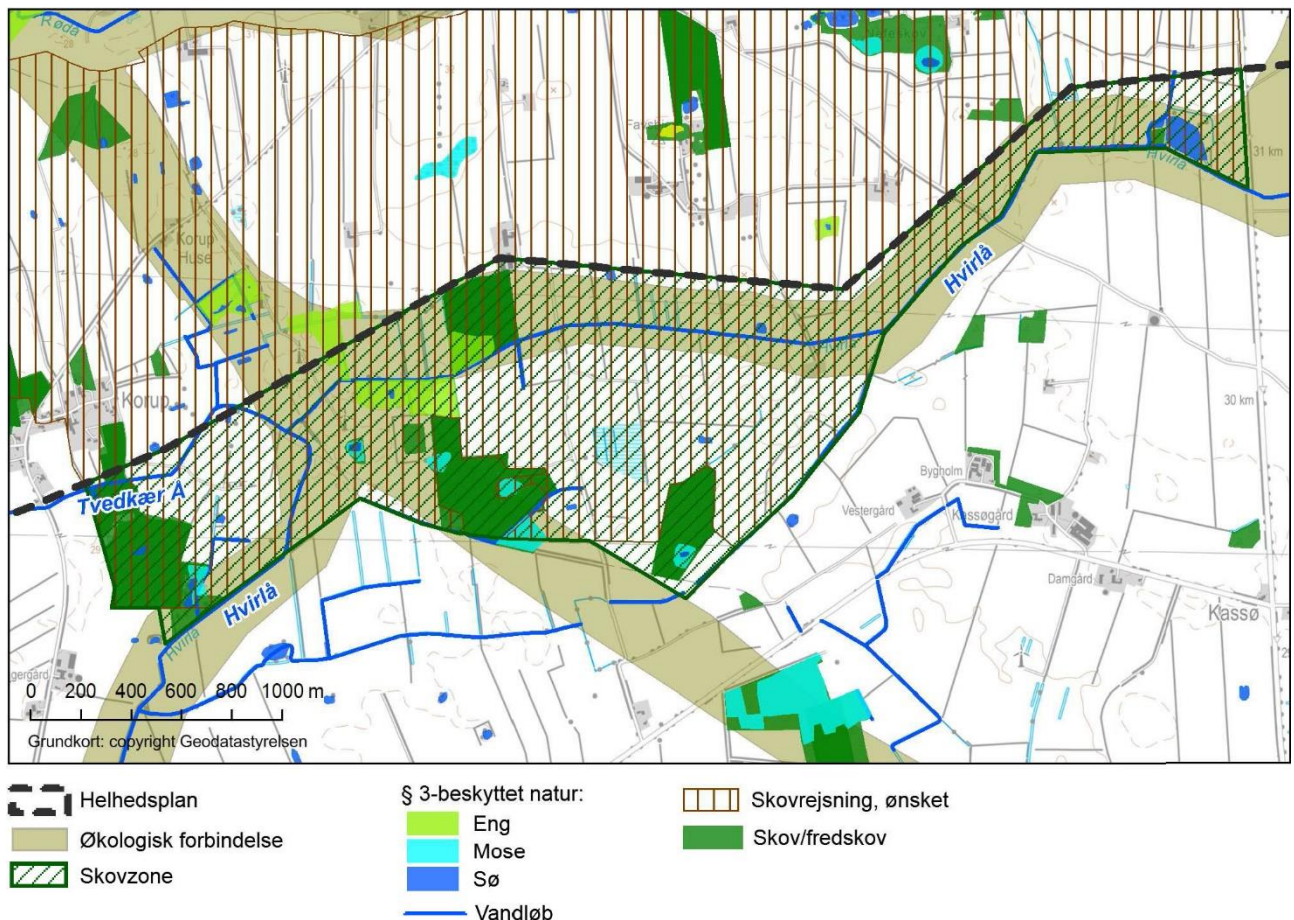 Røda
Nefeskov
31 km
Korup
Huse
Hvirlå
Hvirlå
Korup
30 km
Tvedkær Å
Bygholm
Vestergård
Kassøgård
Damgård
Kassø
Hvirlå
Hvirlå
0 200 400 600 800 1000 m
Grundkort: copyright Geodatastyrelsen
Helhedsplan
Økologisk forbindelse
Skovzone
§ 3-beskyttet natur:
Eng
Mose
Sø
Vandløb
Skovrejsning, ønsket
Skov/fredskov